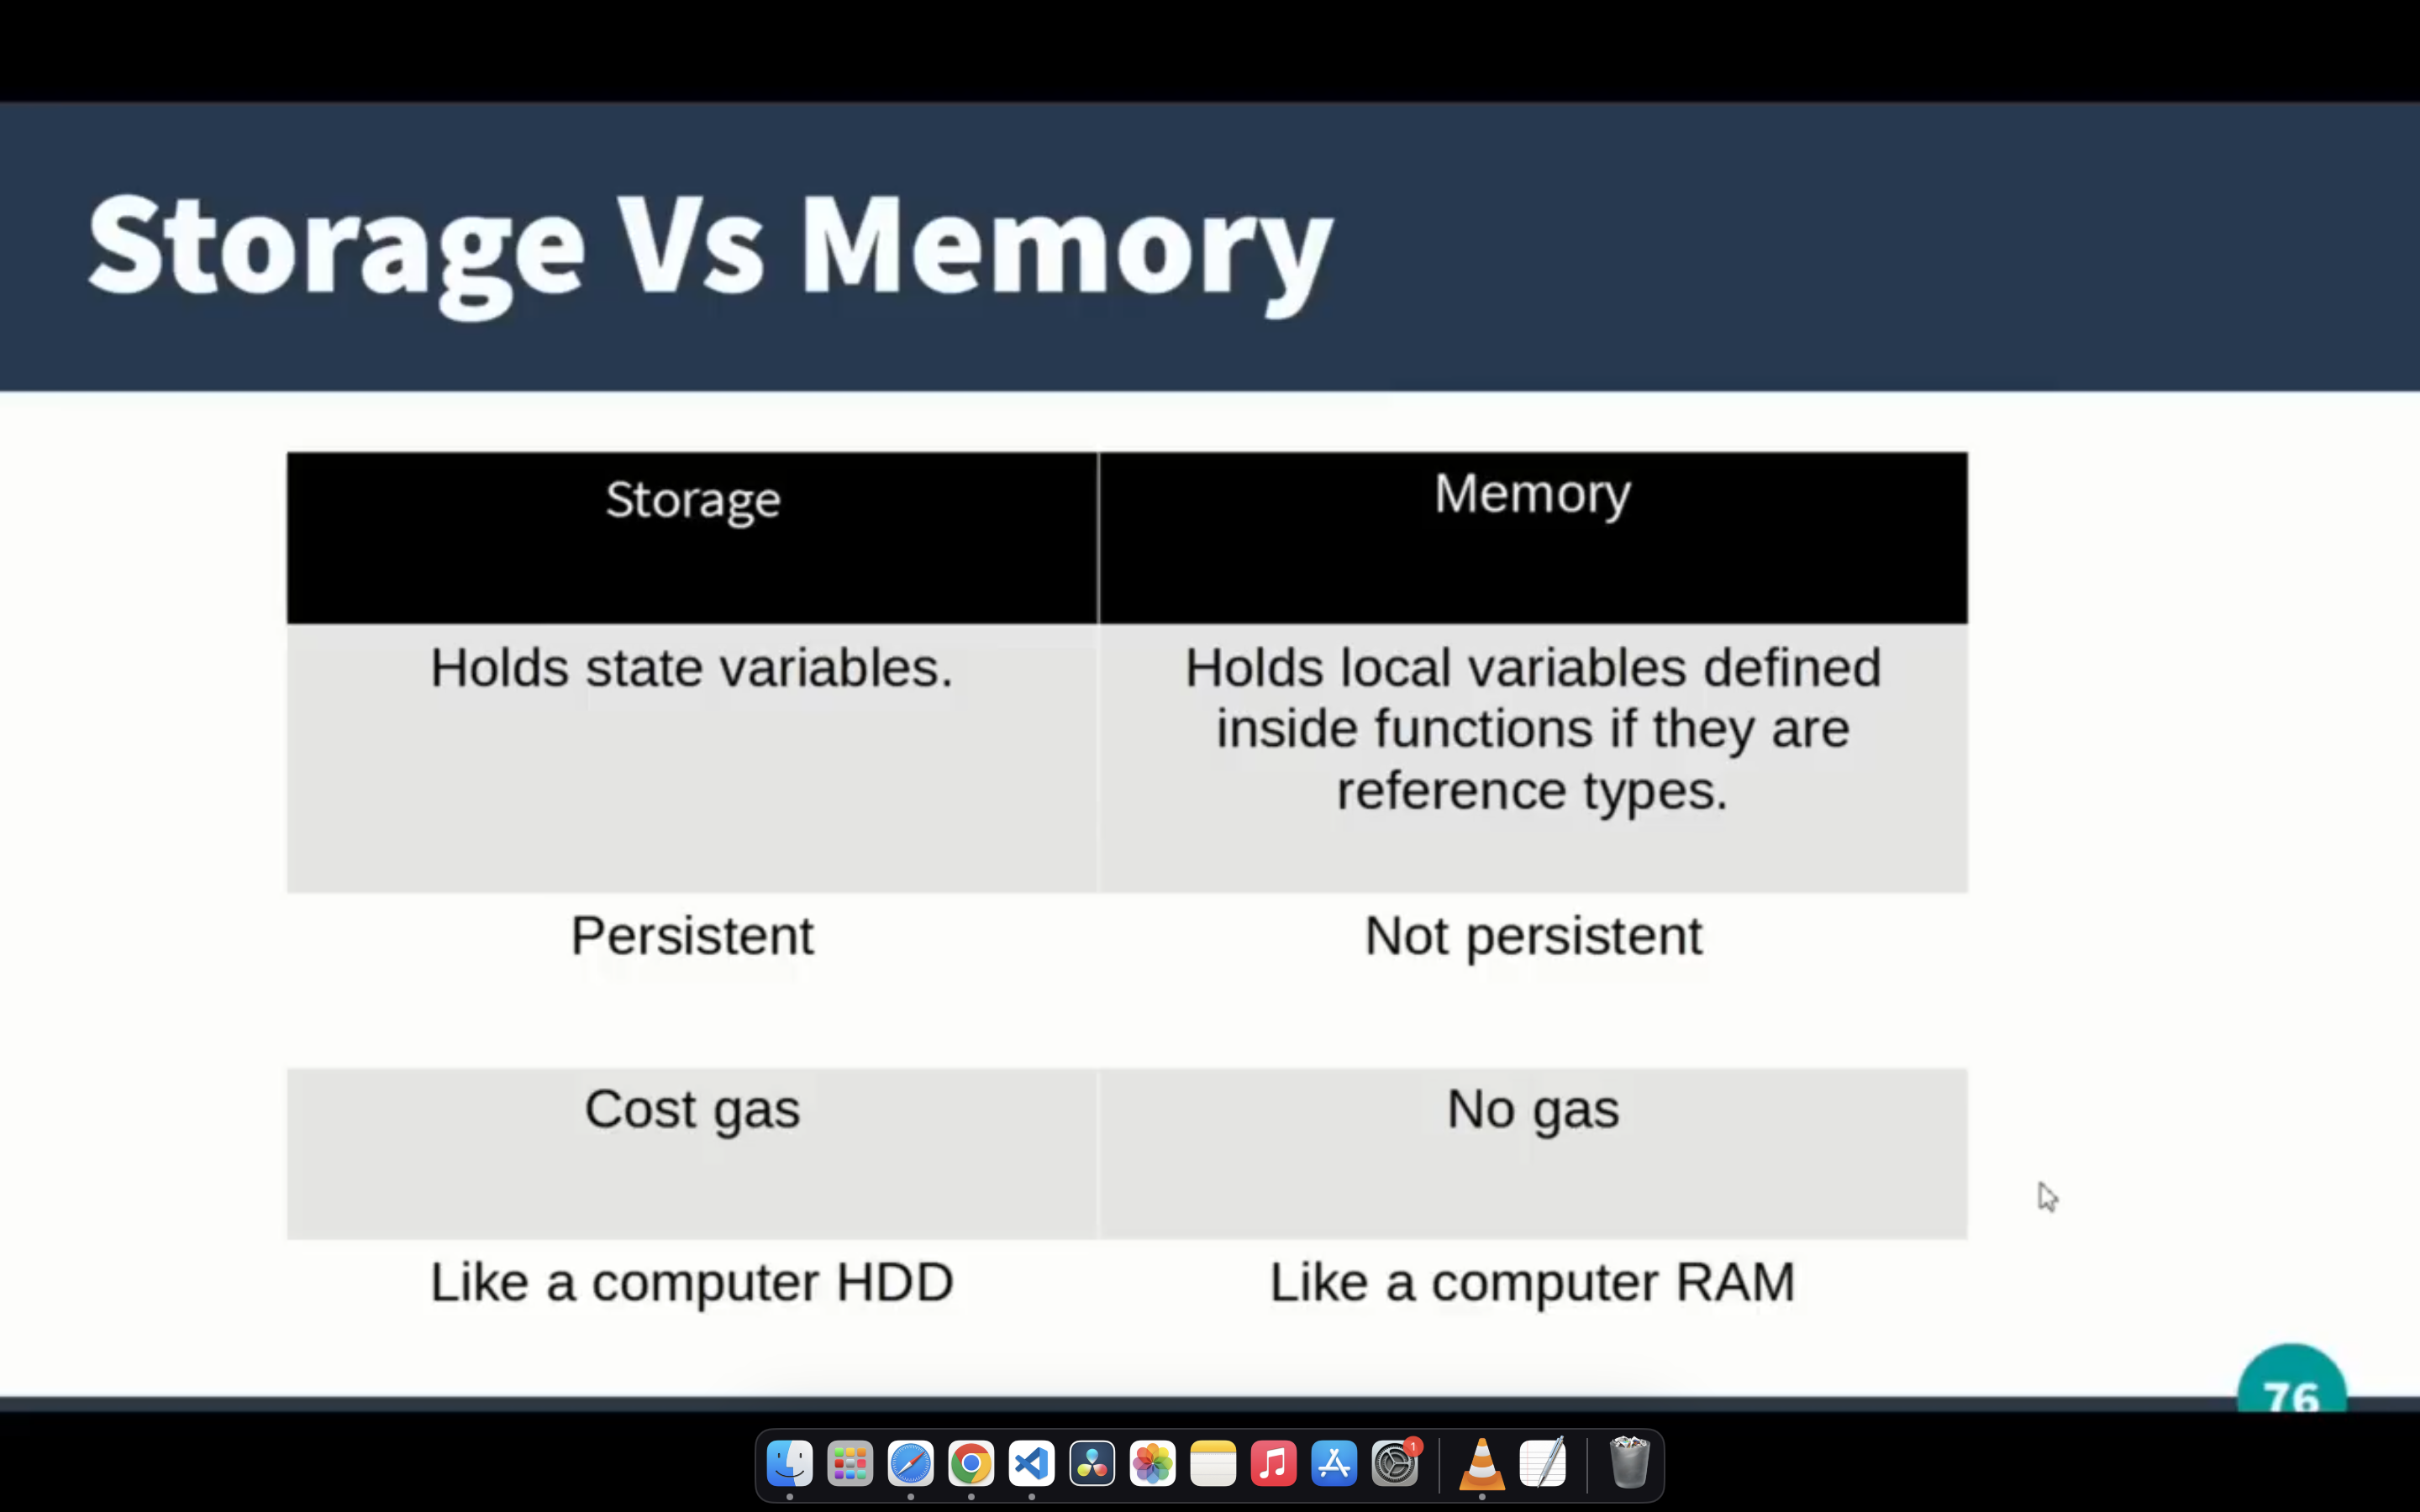 Storage Vs Memory
Storage
Memory
Holds state variables.
Holds local variables defined
inside functions if they are
reference types.
Persistent
Not persistent
Cost gas
No gas
Like a computer HDD
Like a computer RAM
76
1